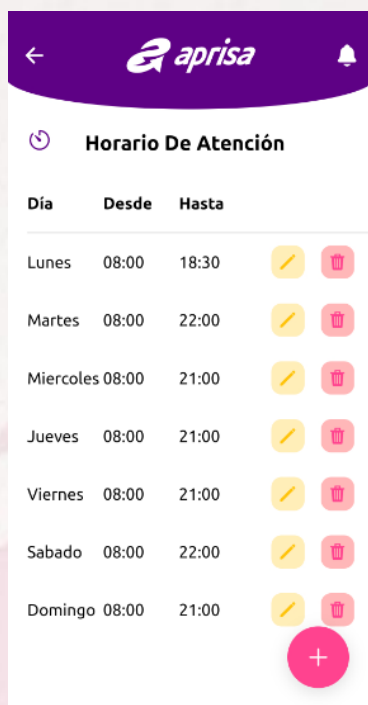 aprisa
Horario De Atención
Día Desde Hasta
Lunes 08:00 18:30
Martes 08:00 22:00
Miercoles 08:00 21:00
Jueves 08:00 21:00
Viernes 08:00 21:00
Sabado 08:00 22:00
Domingo 08:00 21:00